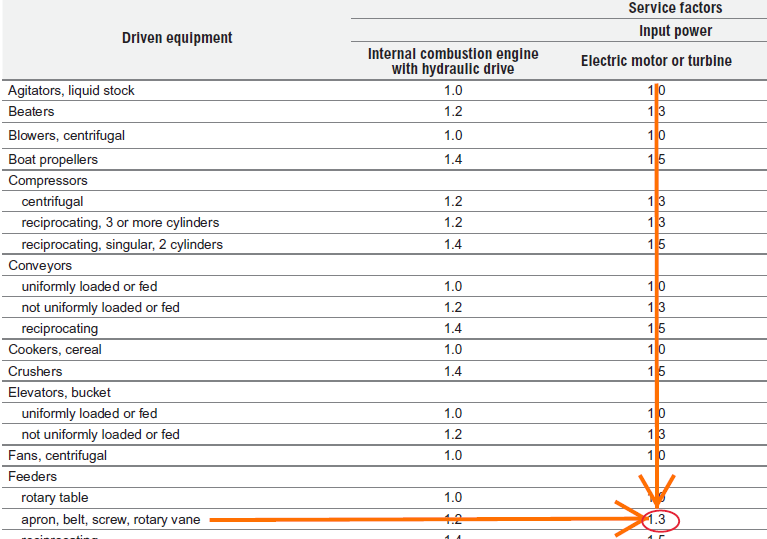 Service factors
Driven equipment Input power
Internal combustion engine with hydraulic drive Electric motor or turbine
Agitators, liquid stock 1.0 1.0
Beaters 1.2 1.3
Blowers, centrifugal 1.0 1.0
Boat propellers 1.4 1.5
Compressors
centrifugal 1.2 1.3
reciprocating, 3 or more cylinders 1.2 1.3
reciprocating, singular, 2 cylinders 1.4 1.5
Conveyors
uniformly loaded or fed 1.0 1.0
not uniformly loaded or fed 1.2 1.3
reciprocating 1.4 1.5
Cookers, cereal 1.0 1.0
Crushers 1.4 1.5
Elevators, bucket
uniformly loaded or fed 1.0 1.0
not uniformly loaded or fed 1.2 1.3
Fans, centrifugal 1.0 1.0
Feeders
rotary table 1.0 1.0
apron, belt, screw, rotary vane 1.2 1.3
reciprocating 1.4 1.5